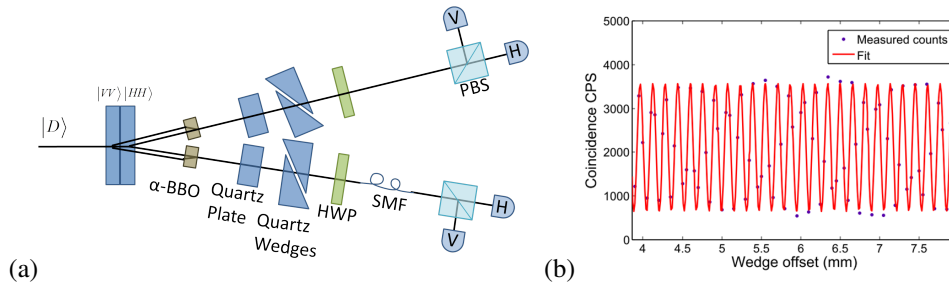 |VV⟩|HH⟩
|D⟩
α-BBO
Quartz
Plate
Quartz
Wedges
HWP
SMF
PBS
V
H
H
V
(a)
Measured counts
Fit
5000
4000
3000
2000
1000
0
Coincidence CPS
4
4.5
5
5.5
6
6.5
7
7.5
Wedge offset (mm)
(b)